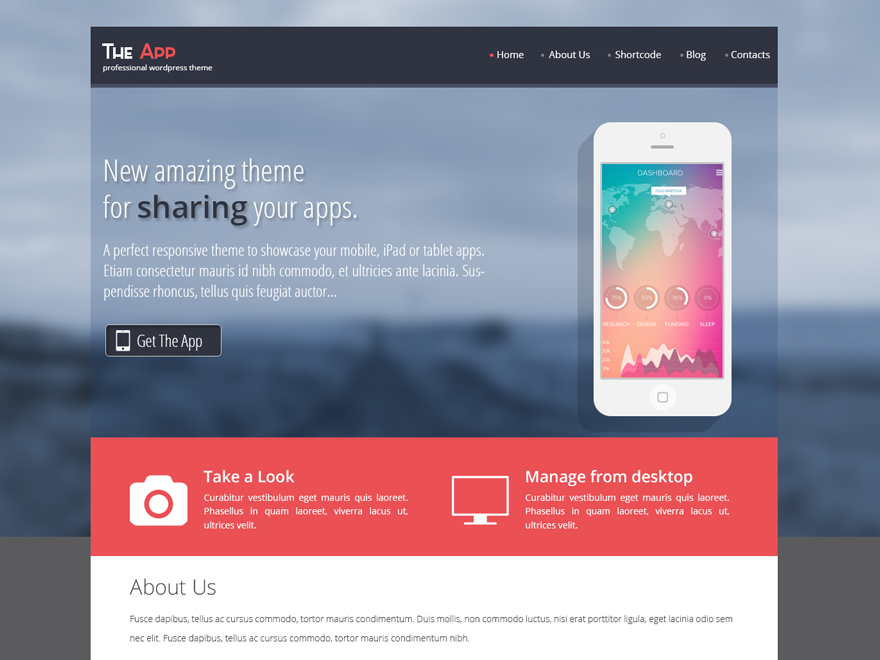 The App
professional wordpress theme
Home
About Us
Shortcode
Blog
Contacts
New amazing theme
for sharing your apps.
A perfect responsive theme to showcase your mobile, iPad or tablet apps.
Etiam consectetur mauris id nibh commodo, et ultricies ante lacinia. Sus-
pendisse rhoncus, tellus quis feugiat auctor...
Get The App
DASHBOARD
75%
50%
36%
0%
RESEARCH
DESIGN
FUNDING
SLEEP
Take a Look
Curabitur vestibulum eget mauris quis laoreet.
Phasellus in quam laoreet, viverra lacus ut,
ultrices velit.
Manage from desktop
Curabitur vestibulum eget mauris quis laoreet.
Phasellus in quam laoreet, viverra lacus ut,
ultrices velit.
About Us
Fusce dapibus, tellus ac cursus commodo, tortor mauris condimentum. Duis mollis, non commodo luctus, nisi erat porttitor ligula, eget lacinia odio sem
nec elit. Fusce dapibus, tellus ac cursus commodo, tortor mauris condimentum nibh.